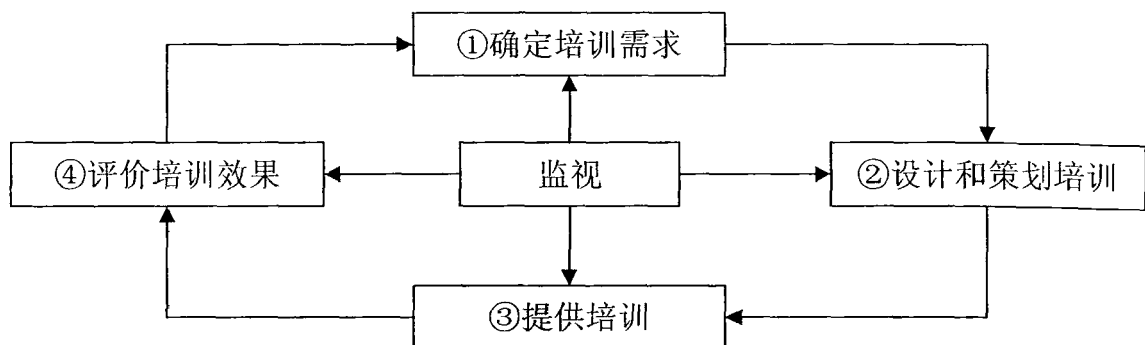 ①确定培训需求
④评价培训效果
监视
②设计和策划培训
③提供培训